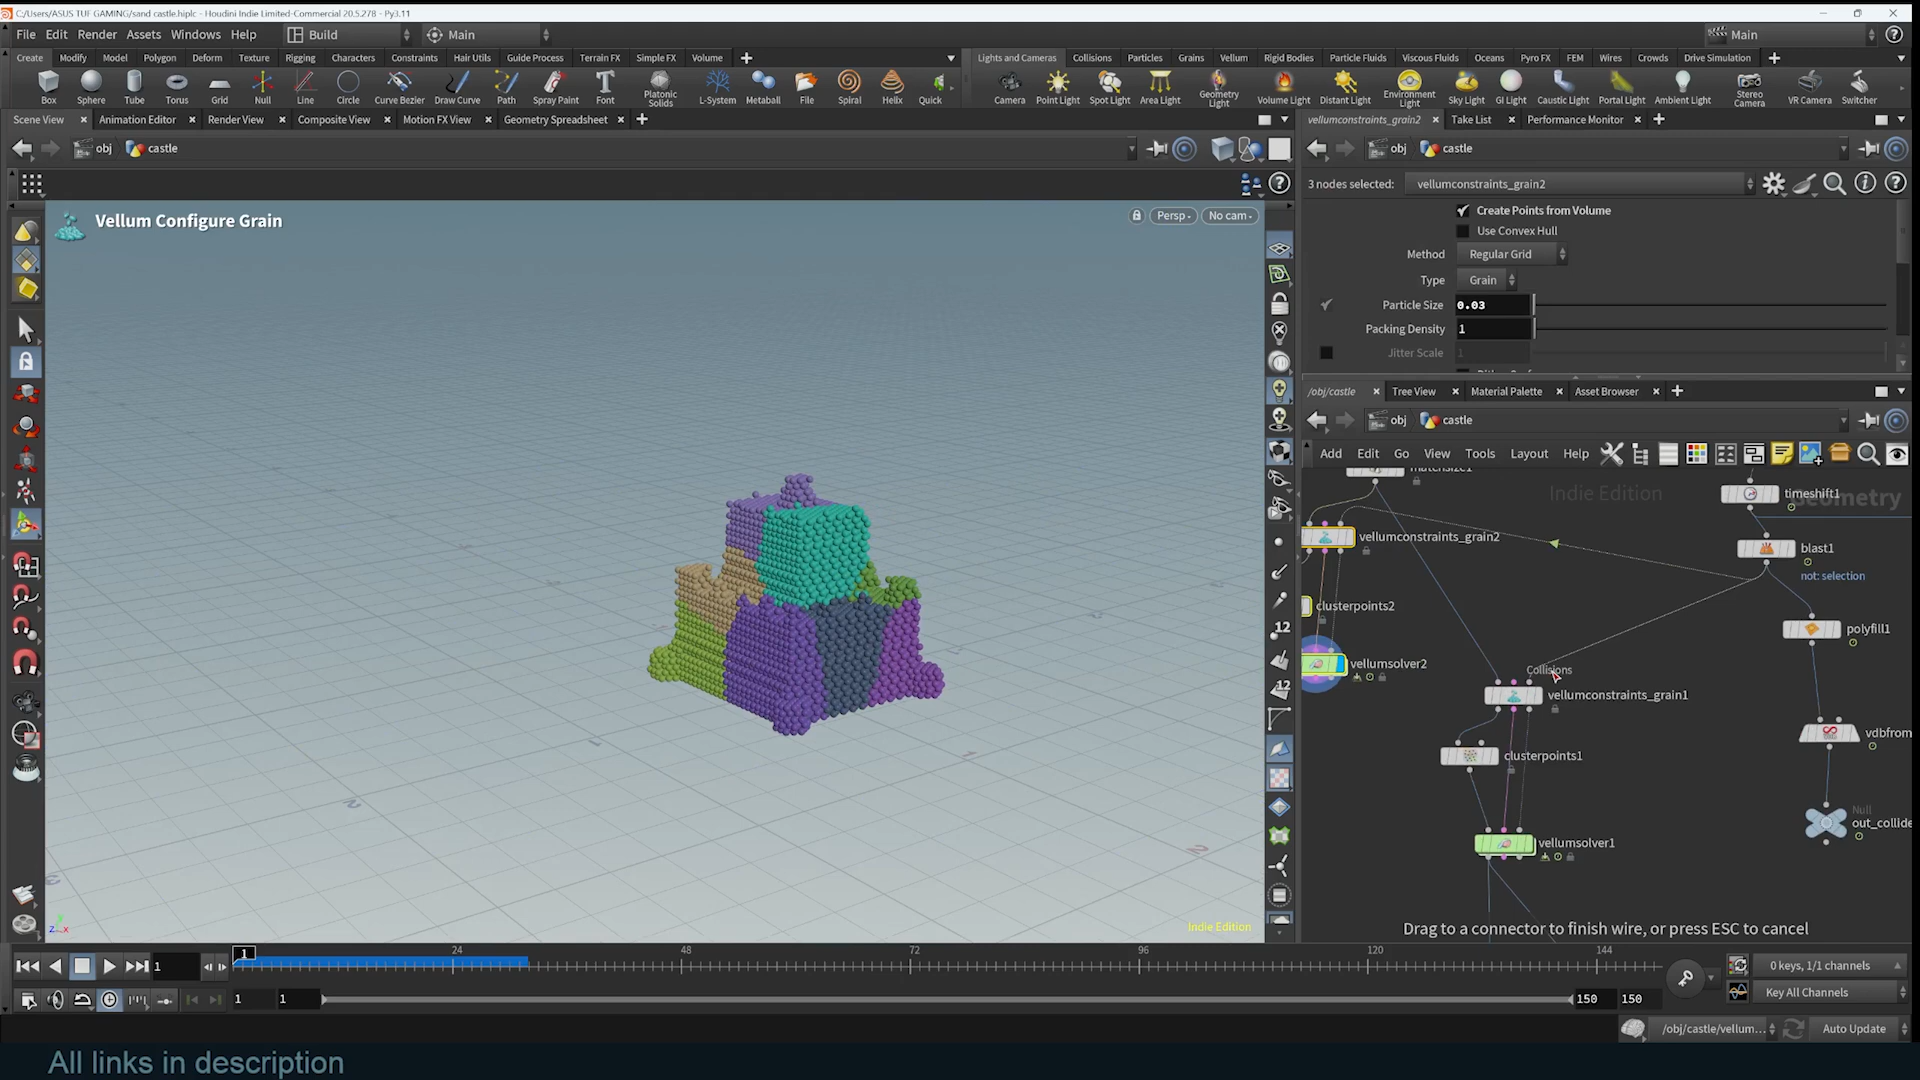 C:/Users/ASUS TUF GAMING/sand castle.hiplc - Houdini Indie Limited-Commercial 20.5.278 - Py3.11
File Edit Render Assets Windows Help Build Main Main
Create Modify Model Polygon Deform Texture Rigging Characters Constraints Hair Utils Guide Process Terrain FX Simple FX Volume
Lights and Cameras Collisions Particles Grains Vellum Rigid Bodies Particle Fluids Viscous Fluids Oceans Pyro FX FEM Wires Crowds Drive Simulation
Box Sphere Tube Torus Grid Null Line Circle Curve Bezier Draw Curve Path Spray Paint Font Platonic Solids L-System Metaball File Spiral Helix Quick
Camera Point Light Spot Light Area Light Geometry Light Volume Light Distant Light Environment Light Sky Light GI Light Caustic Light Portal Light Ambient Light Stereo Camera VR Camera Switcher
Scene View Animation Editor Render View Composite View Motion FX View Geometry Spreadsheet
vellumconstraints_grain2 Take List Performance Monitor
obj castle
obj castle
3 nodes selected: vellumconstraints_grain2
Vellum Configure Grain
Persp
No cam
Create Points from Volume
Use Convex Hull
Method Regular Grid
Type Grain
Particle Size 0.03
Packing Density 1
Jitter Scale 1
/obj/castle Tree View Material Palette Asset Browser
obj castle
Add Edit Go View Tools Layout Help
matchsize1
Indie Edition
Geometry
timeshift1
vellumconstraints_grain2
blast1
not: selection
clusterpoints2
polyfill1
vellumsolver2
Collisions
vellumconstraints_grain1
vdbfrom
clusterpoints1
Null
out_collide
vellumsolver1
Drag to a connector to finish wire, or press ESC to cancel
12
12
Indie Edition
1 24 48 72 96 120 144
1
0 keys, 1/1 channels
1 1 150 150
Key All Channels
/obj/castle/vellum... Auto Update
All links in description